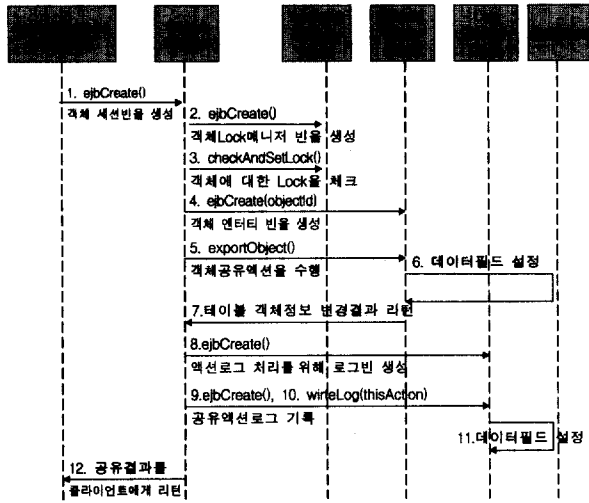 1. ejbCreate()
객체 세션빈을 생성
2. ejbCreate()
객체Lock매니저 빈을 생성
3. checkAndSetLock()
객체에 대한 Lock을 체크
4. ejbCreate(objectId)
객체 엔터티 빈을 생성
5. exportObject()
객체공유액션을 수행
6. 데이터필드 설정
7.테이블 객체정보 변경결과 리턴
8.ejbCreate()
액션로그 처리를 위해 로그빈 생성
9.ejbCreate(), 10. wirteLog(thisAction)
공유액션로그 기록
11.데이터필드 설정
12. 공유결과를
클라이언트에게 리턴